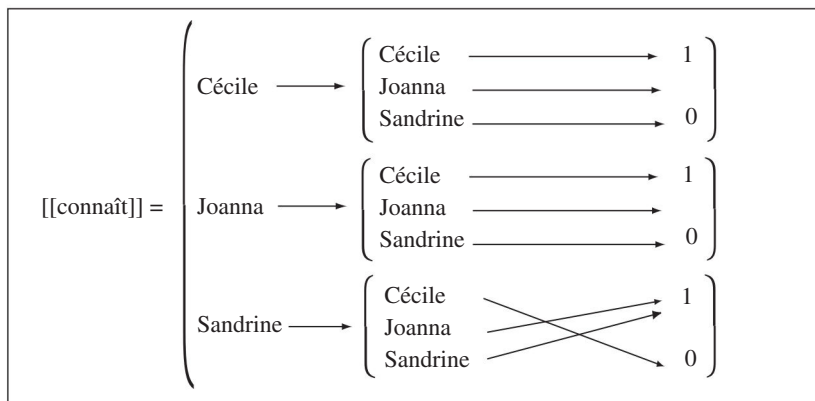 Cécile 1
Cécile Joanna
Sandrine 0
Cécile 1
[[connaît]] = Joanna Joanna
Sandrine 0
Cécile 1
Sandrine Joanna
Sandrine 0